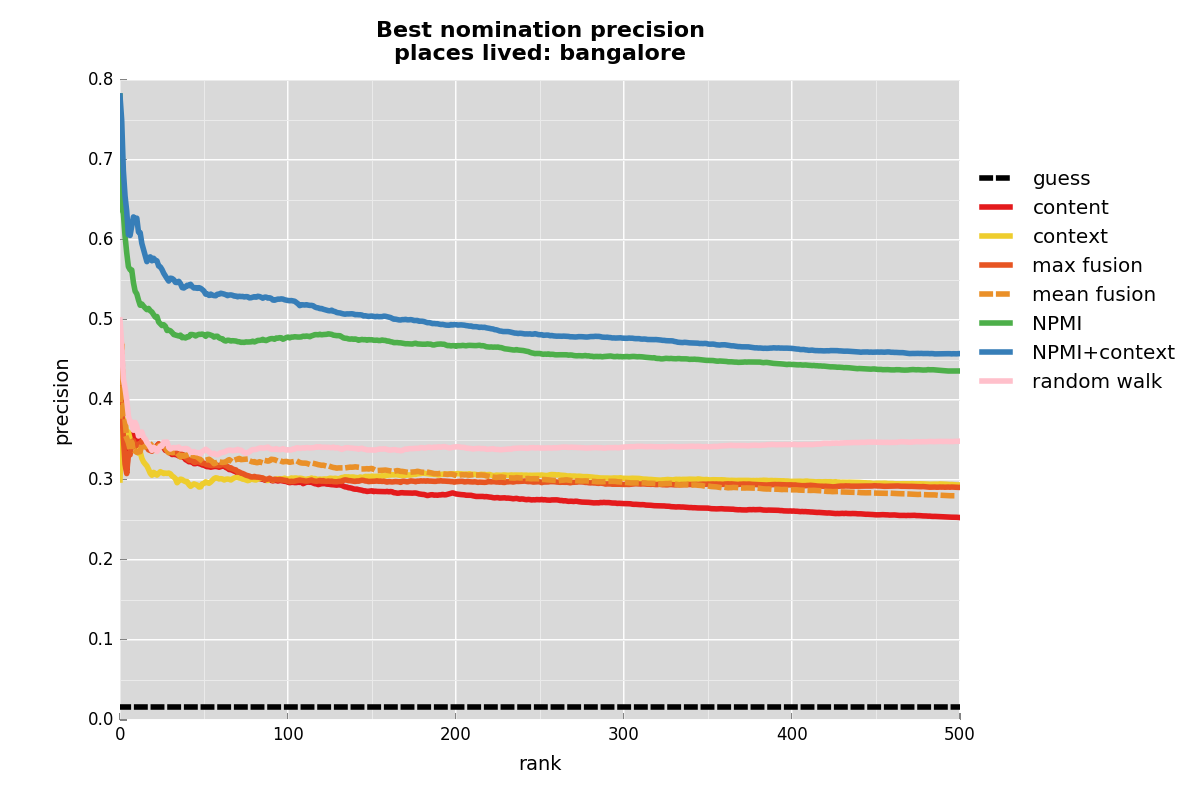 Best nomination precision
places lived: bangalore
0.8
0.7
0.6
0.5
0.4
0.3
0.2
0.1
0.0
precision
0
100
200
300
400
500
rank
guess
content
context
max fusion
mean fusion
NPMI
NPMI+context
random walk